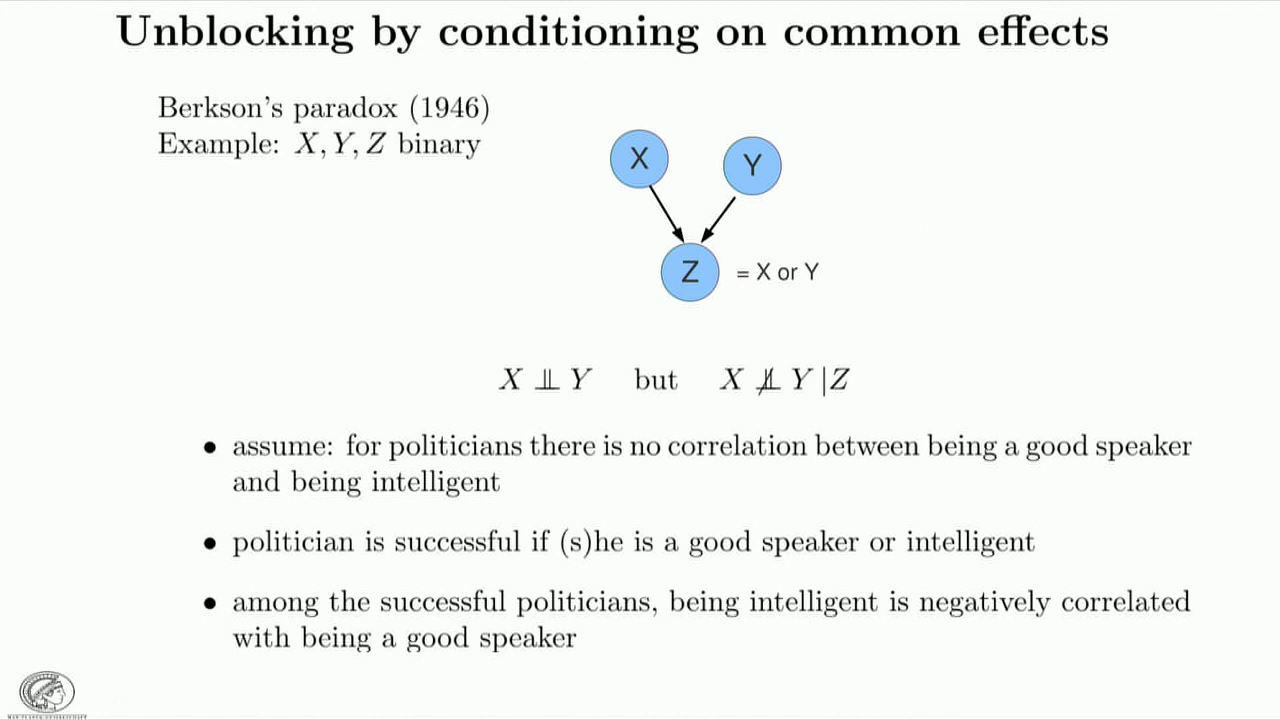 Unblocking by conditioning on common effects
Berkson's paradox (1946)
Example: X, Y, Z binary
X
Y
Z
= X or Y
X ⫫ Y but X ⫫̸ Y |Z
• assume: for politicians there is no correlation between being a good speaker
and being intelligent
• politician is successful if (s)he is a good speaker or intelligent
• among the successful politicians, being intelligent is negatively correlated
with being a good speaker